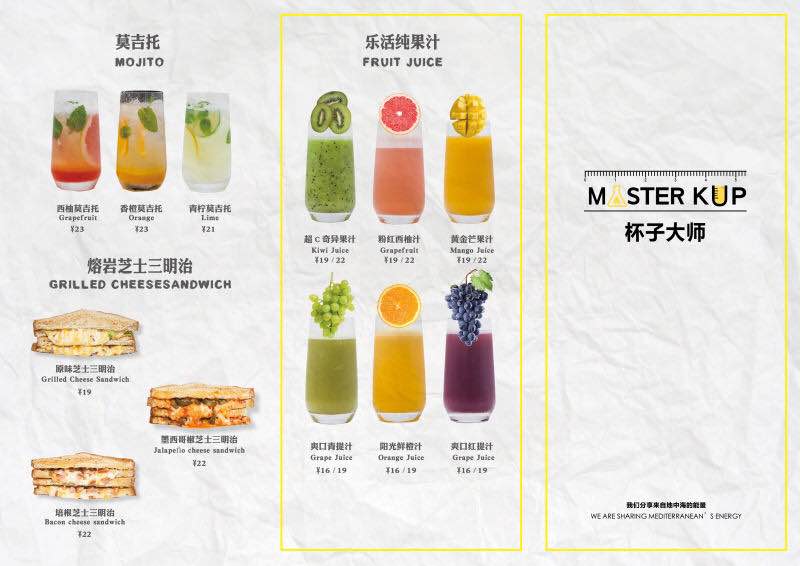 莫吉托
MOJITO
西柚莫吉托
Grapefruit
¥23
香橙莫吉托
Orange
¥23
青柠莫吉托
Lime
¥21
熔岩芝士三明治
GRILLED CHEESESANDWICH
原味芝士三明治
Grilled Cheese Sandwich
¥19
墨西哥椒芝士三明治
Jalapeño cheese sandwich
¥22
培根芝士三明治
Bacon cheese sandwich
¥22
乐活纯果汁
FRUIT JUICE
超C奇异果汁
Kiwi Juice
¥19 / 22
粉红西柚汁
Grapefruit
¥19 / 22
黄金芒果汁
Mango Juice
¥19 / 22
爽口青提汁
Grape Juice
¥16 / 19
阳光鲜橙汁
Orange Juice
¥16 / 19
爽口红提汁
Grape Juice
¥16 / 19
0 1 2 3 4 5
MASTER KUP
杯子大师
我们分享来自地中海的能量
WE ARE SHARING MEDITERRANEAN'S ENERGY